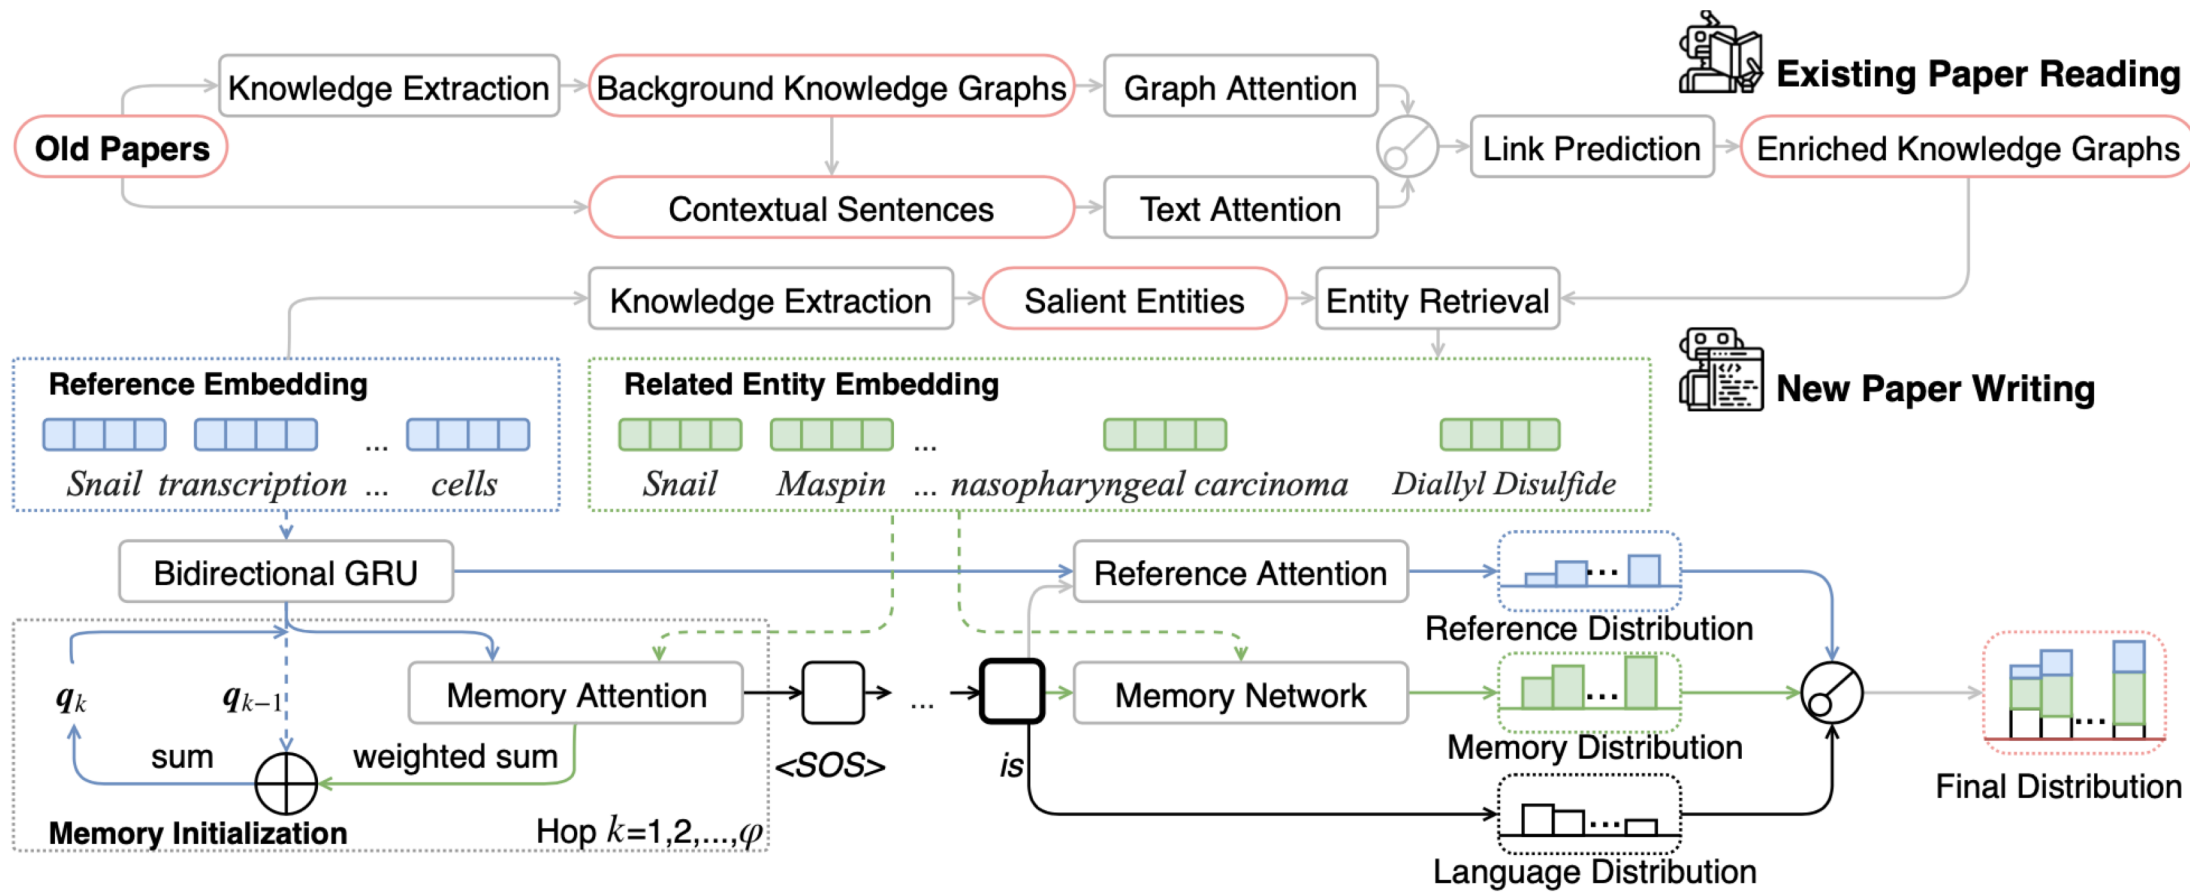 Existing Paper Reading
Knowledge Extraction
Background Knowledge Graphs
Graph Attention
Old Papers
Link Prediction
Enriched Knowledge Graphs
Contextual Sentences
Text Attention
Knowledge Extraction
Salient Entities
Entity Retrieval
New Paper Writing
Reference Embedding
... 
Snail transcription ... cells
Related Entity Embedding
...
Snail Maspin ... nasopharyngeal carcinoma Diallyl Disulfide
Bidirectional GRU
Reference Attention
...
Reference Distribution
q_k
q_{k−1}
Memory Attention
...
Memory Network
...
Memory Distribution
sum
weighted sum
<SOS>
is
Memory Initialization
Hop k=1,2,...,φ
...
Language Distribution
...
Final Distribution